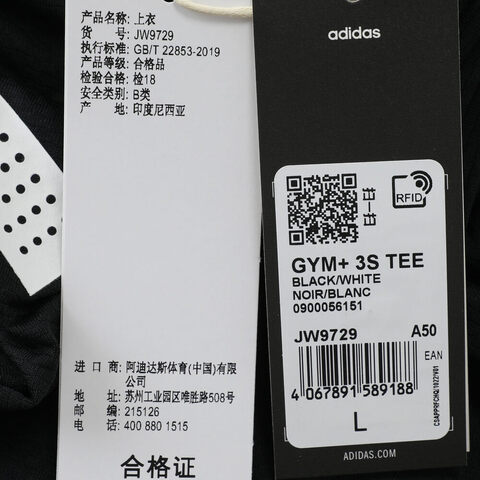 产品名称：上衣
货　　号：JW9729
执行标准：GB/T 22853-2019
产品等级：合格品
检验合格：检18
安全类别：B类
产　　地：印度尼西亚
进 口 商：阿迪达斯体育(中国)有限
公司
地　　址：苏州工业园区唯胜路508号
邮　　编：215126
电　　话：400 880 1515
合格证
adidas
RFID
GYM+ 3S TEE
BLACK/WHITE
NOIR/BLANC
0900056151
JW9729 A50
EAN
4 067891 589188
L
ADIDAS.COM